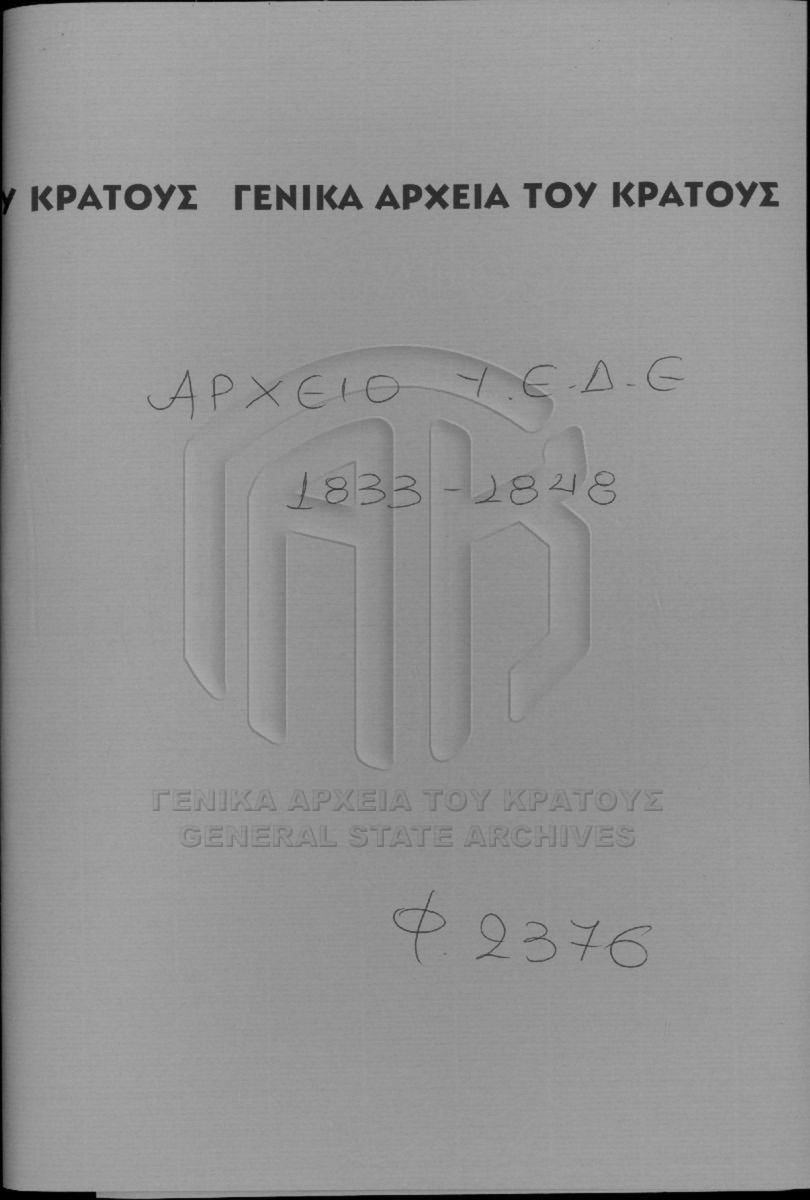 Υ ΚΡΑΤΟΥΣ ΓΕΝΙΚΑ ΑΡΧΕΙΑ ΤΟΥ ΚΡΑΤΟΥΣ
ΑΡΧΕΙΟ Υ.Ε.Δ.Ε
1833-1848
ΓΕΝΙΚΑ ΑΡΧΕΙΑ ΤΟΥ ΚΡΑΤΟΥΣ
GENERAL STATE ARCHIVES
Φ. 2376